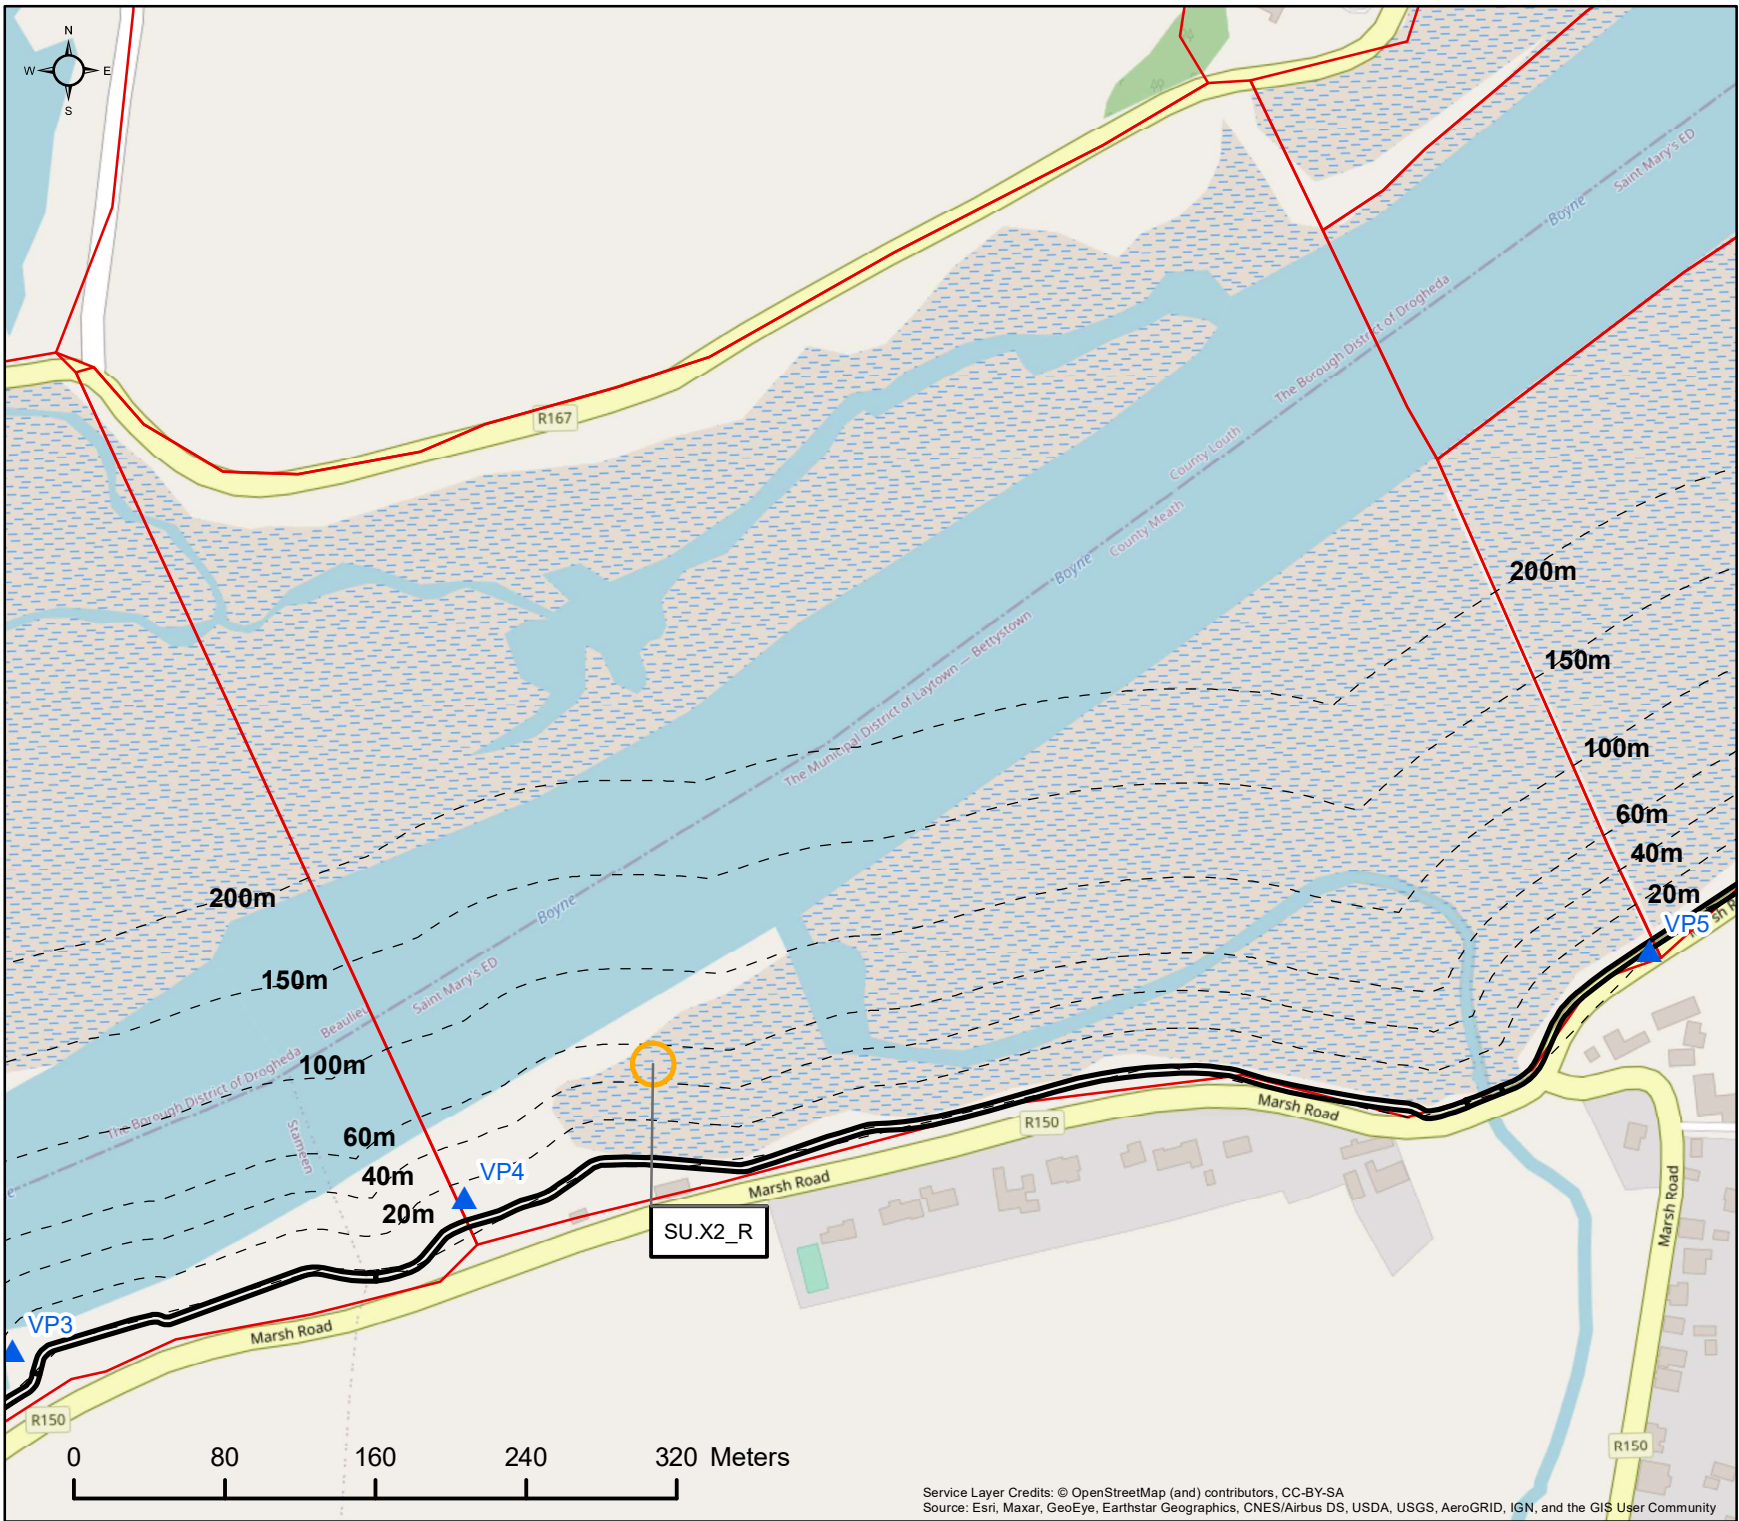 N
W E
S
Saint Mary's ED
Boyne
The Borough District of Drogheda
R167
County Louth
County Meath
Boyne
200m
The Municipal District of Laytown — Bettystown
150m
100m
60m
40m
20m
VP5
200m
Boyne
150m
Saint Mary's ED
Beaulieu
100m
The Borough District of Drogheda
60m
Stameen
40m
20m
VP4
R150
Marsh Road
Marsh Road
Marsh Road
SU.X2_R
VP3
Marsh Road
R150
R150
0 80 160 240 320 Meters
Service Layer Credits: © OpenStreetMap (and) contributors, CC-BY-SA
Source: Esri, Maxar, GeoEye, Earthstar Geographics, CNES/Airbus DS, USDA, USGS, AeroGRID, IGN, and the GIS User Community